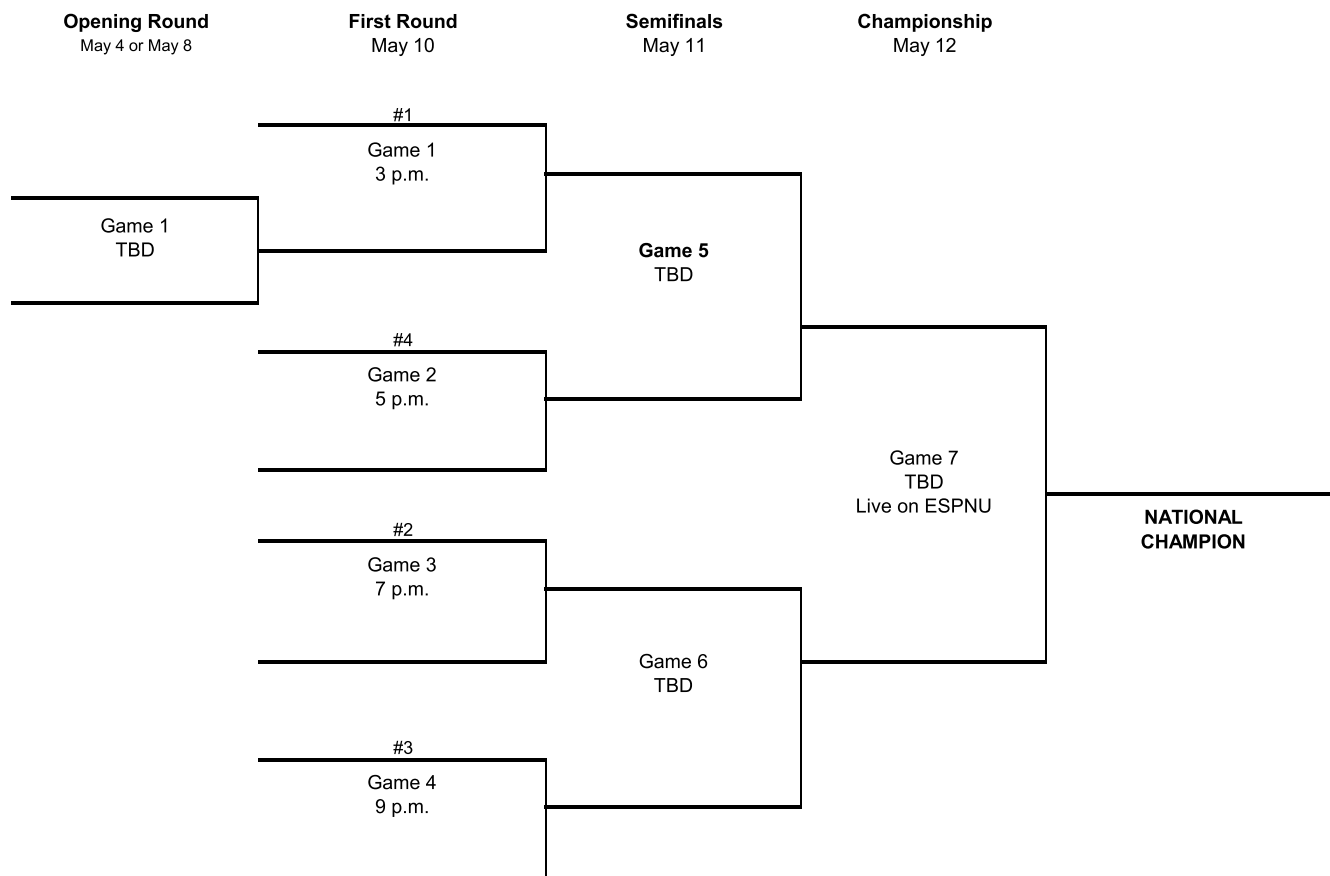 Opening Round
May 4 or May 8
First Round
May 10
Semifinals
May 11
Championship
May 12
#1
Game 1
3 p.m.
Game 1
TBD
Game 5
TBD
#4
Game 2
5 p.m.
Game 7
TBD
Live on ESPNU
NATIONAL
CHAMPION
#2
Game 3
7 p.m.
Game 6
TBD
#3
Game 4
9 p.m.